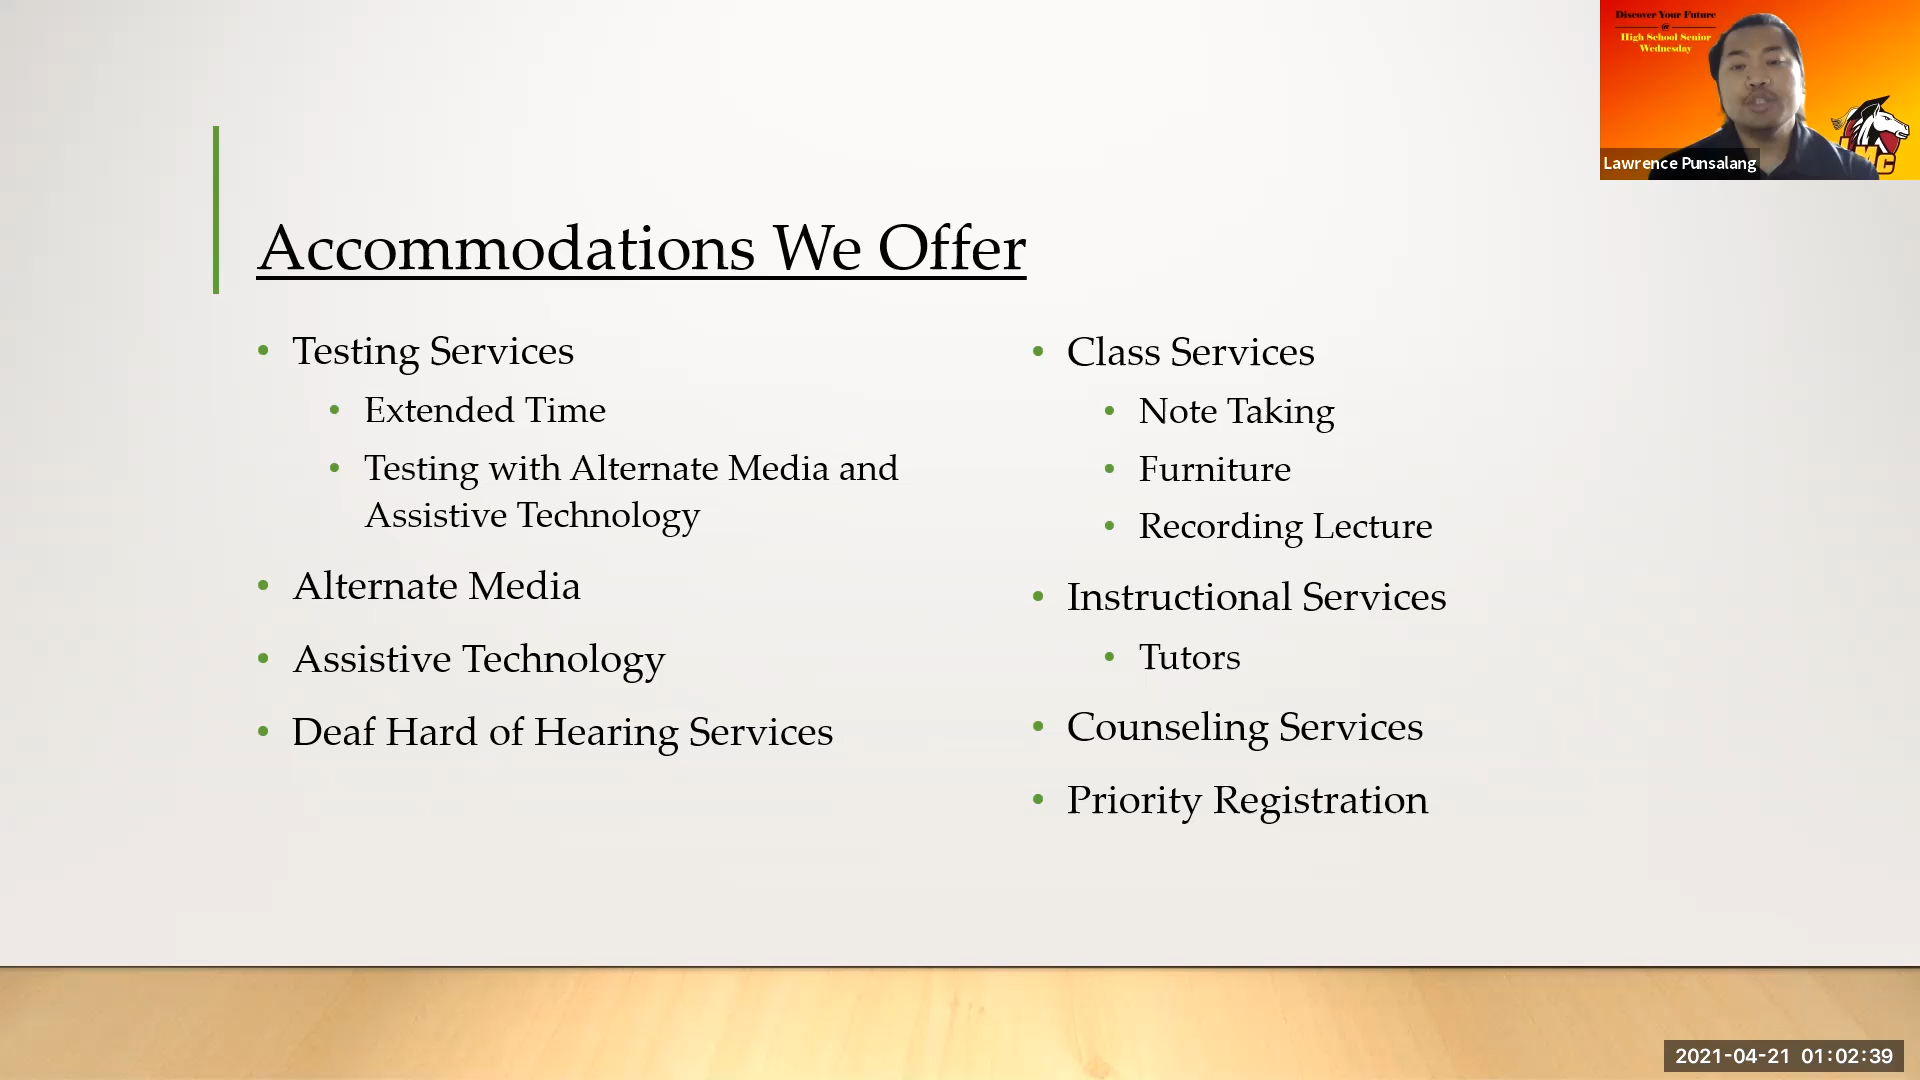 Discover Your Future
@
High School Senior
Wednesday
LMC
Lawrence Punsalang
Accommodations We Offer
• Testing Services
• Extended Time
• Testing with Alternate Media and
Assistive Technology
• Alternate Media
• Assistive Technology
• Deaf Hard of Hearing Services
• Class Services
• Note Taking
• Furniture
• Recording Lecture
• Instructional Services
• Tutors
• Counseling Services
• Priority Registration
2021-04-21 01:02:39